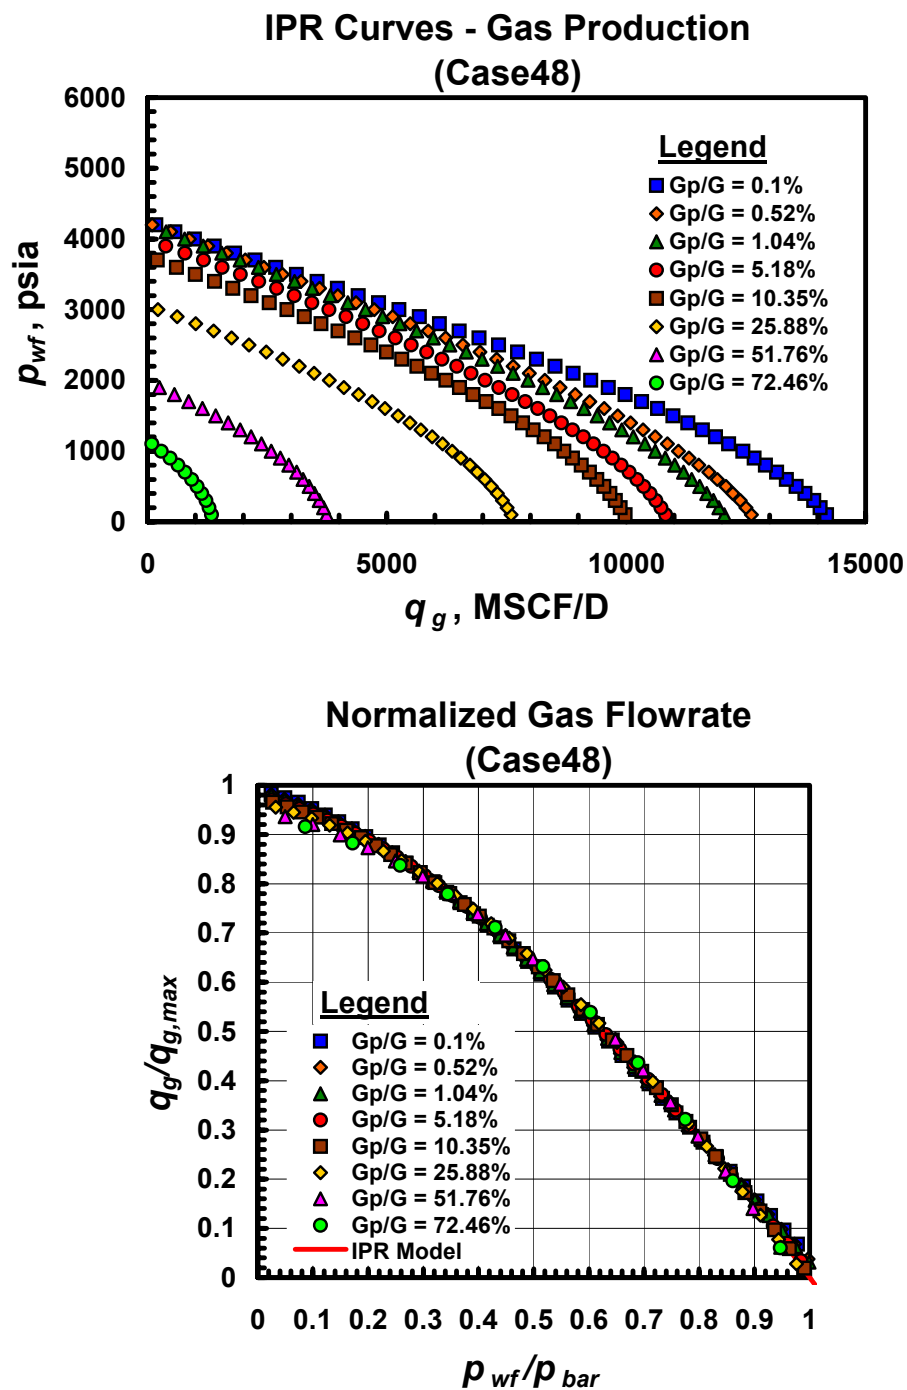 IPR Curves - Gas Production
(Case48)
6000
5000
4000
3000
2000
1000
0
p wf, psia
Legend
Gp/G = 0.1%
Gp/G = 0.52%
Gp/G = 1.04%
Gp/G = 5.18%
Gp/G = 10.35%
Gp/G = 25.88%
Gp/G = 51.76%
Gp/G = 72.46%
0 5000 10000 15000
q g , MSCF/D
Normalized Gas Flowrate
(Case48)
1
0.9
0.8
0.7
0.6
0.5
0.4
0.3
0.2
0.1
0
qg/qg,max
Legend
Gp/G = 0.1%
Gp/G = 0.52%
Gp/G = 1.04%
Gp/G = 5.18%
Gp/G = 10.35%
Gp/G = 25.88%
Gp/G = 51.76%
Gp/G = 72.46%
IPR Model
0 0.1 0.2 0.3 0.4 0.5 0.6 0.7 0.8 0.9 1
p wf /p bar